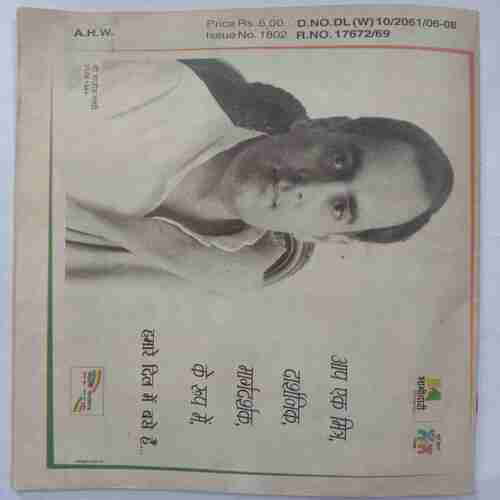 A.H.W.
Price Rs. 6.00 D.NO.DL (W) 10/2061/06-08
Issue No. 1802 R.NO. 17672/69
आप एक मित्र,
दार्शनिक,
मार्गदर्शक,
के रूप में,
हमारे दिल में बसे हैं...